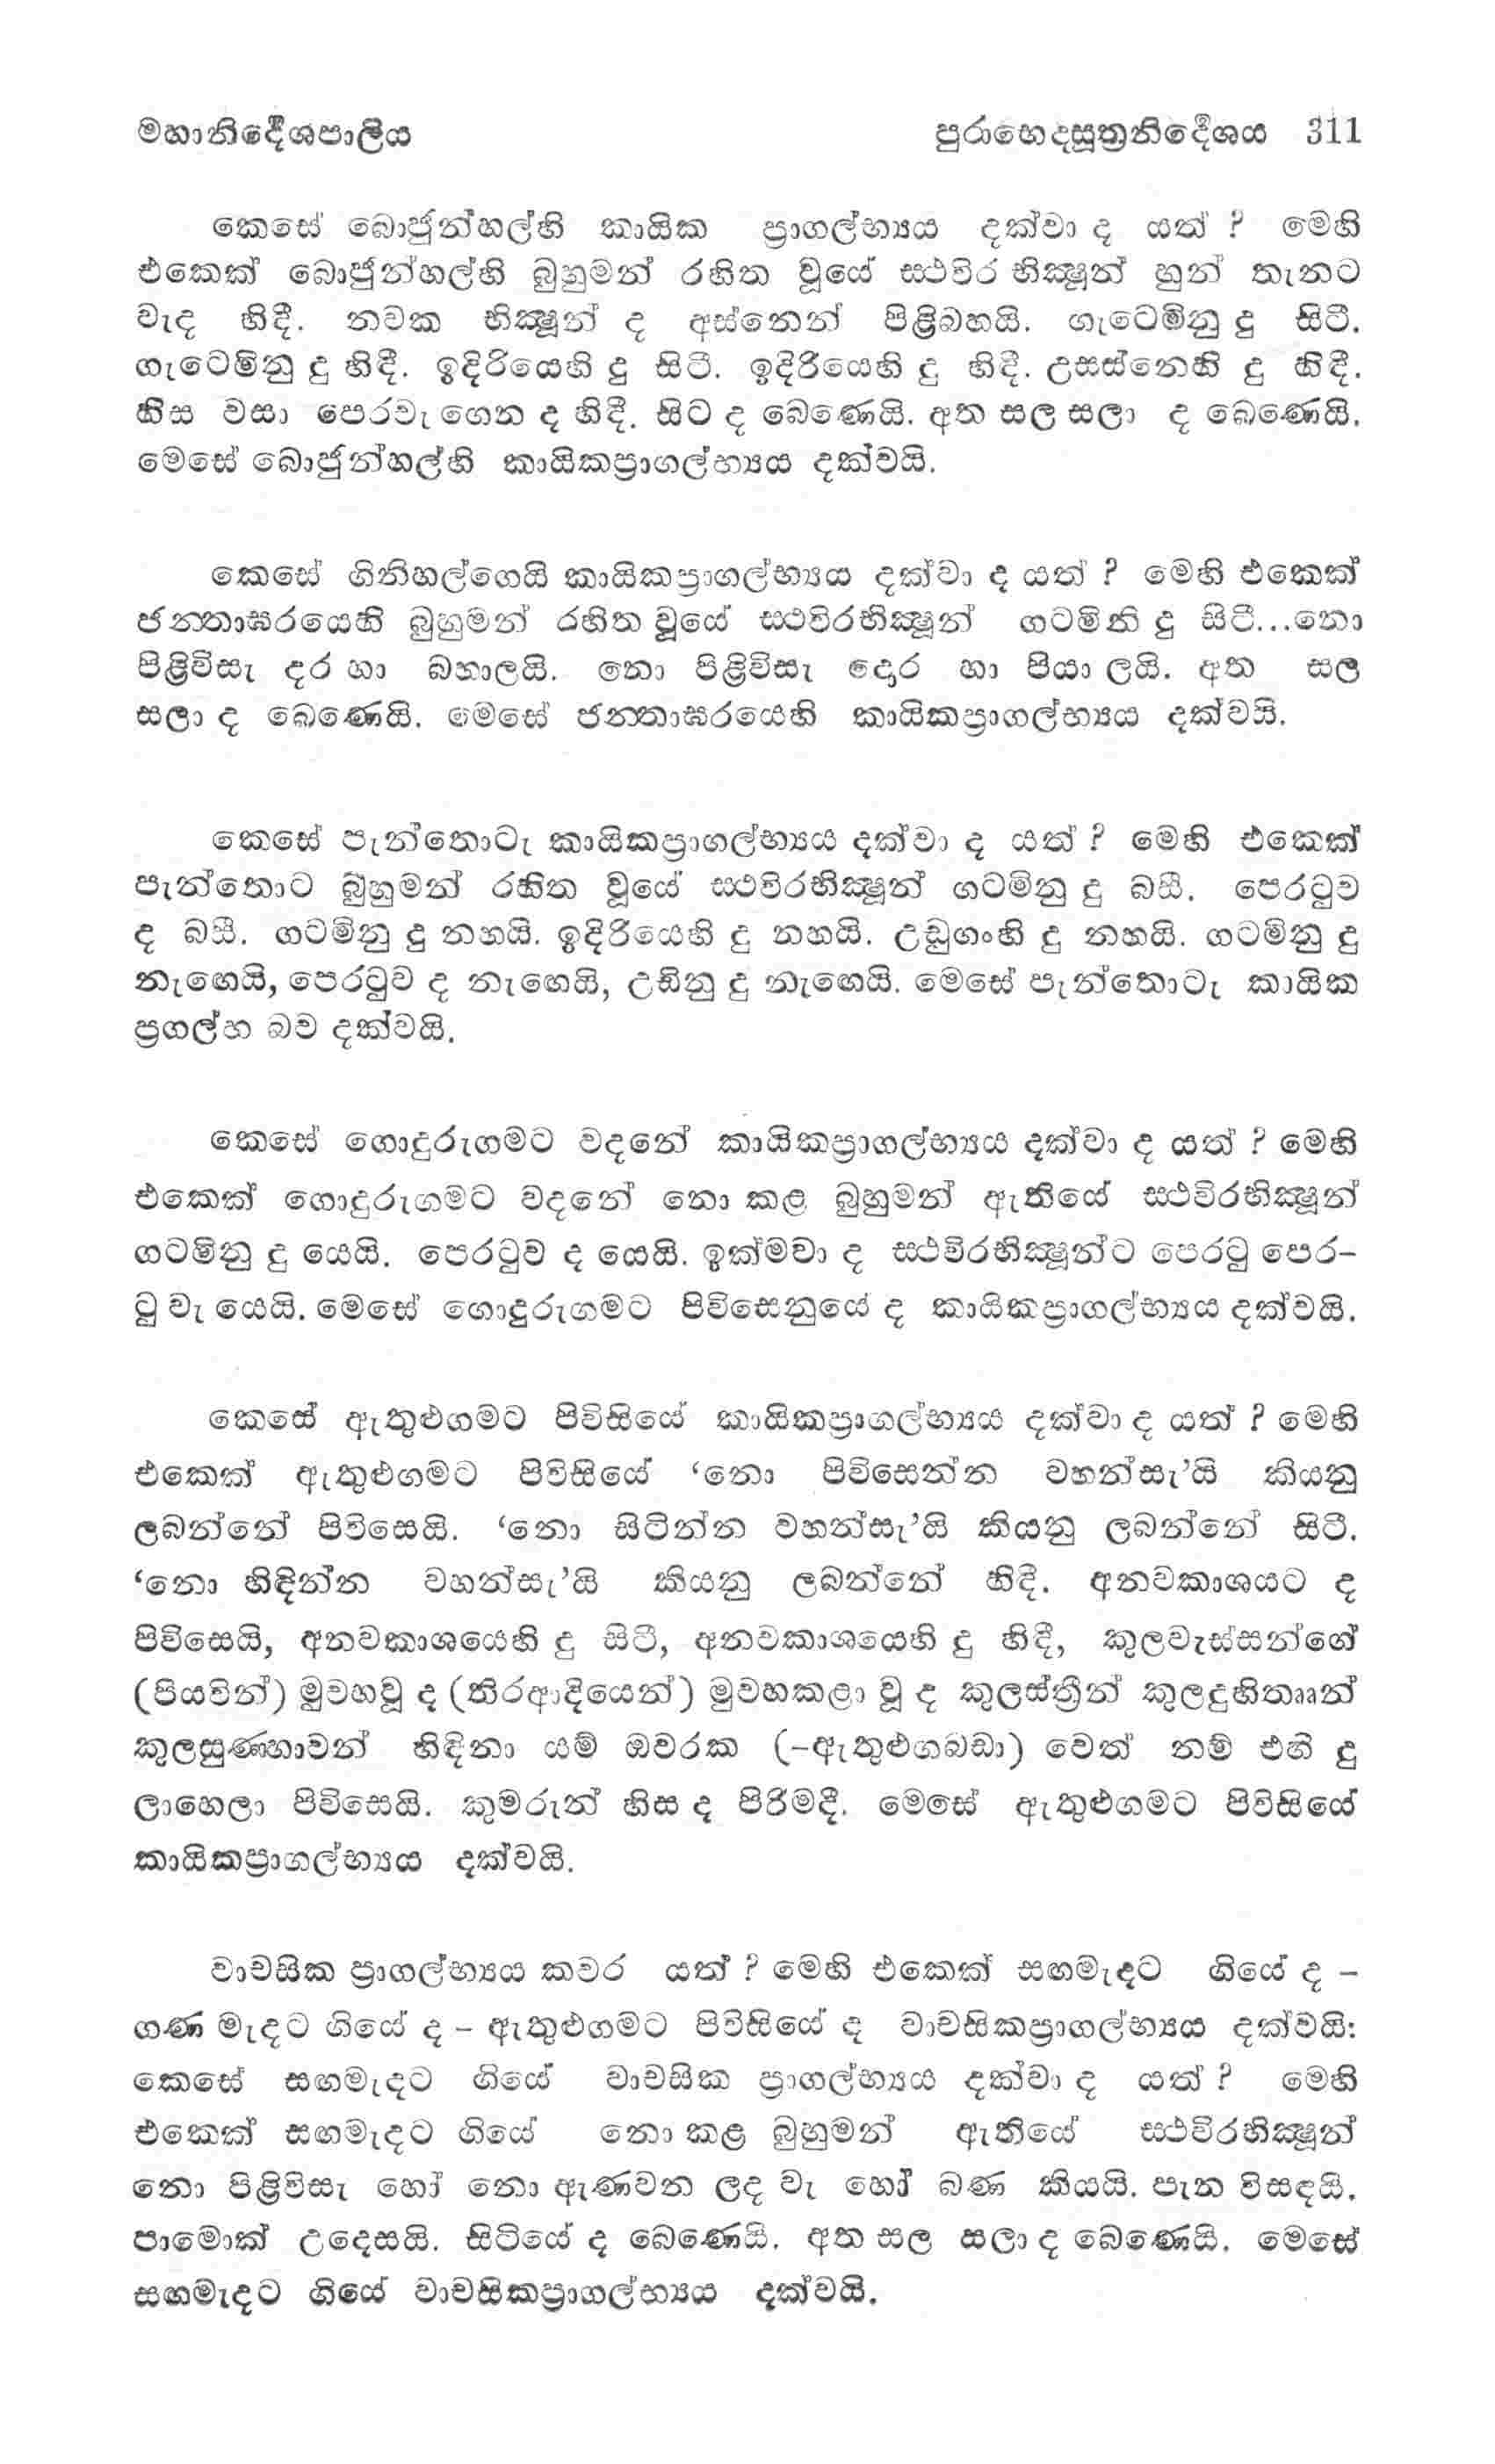 මහානිද්දේශපාලිය පුරාභෙදසූත්‍රනිර්දේශය 311
කෙසේ බොජුන්හල්හි කායික ප්‍රාගල්භ්‍යය දක්වා ද යත් ? මෙහි
එකෙක් බොජුන්හල්හි බුහුමන් රහිත වූයේ ස්ථවිර භික්ෂූන් හුන් තැනට
වැද හිඳී. නවක භික්ෂූන් ද අස්නෙන් පිළිබහයි. ගැටෙමිනු දු සිටී.
ගැටෙමිනු දු හිඳී. ඉදිරියෙහි දු සිටී. ඉදිරියෙහි දු හිඳී. උසස්නෙහි දු හිඳී.
හිස වසා පෙරවැ ගෙන ද හිඳී. සිට ද බෙණෙයි. අත සල සලා ද බෙණෙයි.
මෙසේ බොජුන්හල්හි කායිකප්‍රාගල්භ්‍යය දක්වයි.
කෙසේ ගිනිහල්ගෙයි කායිකප්‍රාගල්භ්‍යය දක්වා ද යත් ? මෙහි එකෙක්
ජන්තාඝරයෙහි බුහුමන් රහිත වූයේ ස්ථවිරභික්ෂූන් ගටමිනි දු සිටී...නො
පිළිවිසැ දර හා බහාලයි. නො පිළිවිසැ දොර හා පියා ලයි. අත සල
සලා ද බෙණෙයි. මෙසේ ජන්තාඝරයෙහි කායිකප්‍රාගල්භ්‍යය දක්වයි.
කෙසේ පැන්තොටැ කායිකප්‍රාගල්භ්‍යය දක්වා ද යත් ? මෙහි එකෙක්
පැන්තොට බුහුමන් රහිත වූයේ ස්ථවිරභික්ෂූන් ගටමිනු දු බසී. පෙරටුව
ද බසී. ගටමිනු දු නහයි. ඉදිරියෙහි දු නහයි. උඩුගංහි දු නහයි. ගටමිනු දු
නැඟෙයි, පෙරටුව ද නැඟෙයි, උඩිනු දු නැඟෙයි. මෙසේ පැන්තොටැ කායික
ප්‍රගල්භ බව දක්වයි.
කෙසේ ගොදුරුගමට වදනේ කායිකප්‍රාගල්භ්‍යය දක්වා ද යත් ? මෙහි
එකෙක් ගොදුරුගමට වදනේ නො කළ බුහුමන් ඇතියේ ස්ථවිරභික්ෂූන්
ගටමිනු දු යෙයි. පෙරටුව ද යෙයි. ඉක්මවා ද ස්ථවිරභික්ෂූන්ට පෙරටු පෙර-
ටු වැ යෙයි. මෙසේ ගොදුරුගමට පිවිසෙනුයේ ද කායිකප්‍රාගල්භ්‍යය දක්වයි.
කෙසේ ඇතුළුගමට පිවිසියේ කායිකප්‍රාගල්භ්‍යය දක්වා ද යත් ? මෙහි
එකෙක් ඇතුළුගමට පිවිසියේ ‘නො පිවිසෙන්න වහන්සැ’යි කියනු
ලබන්නේ පිවිසෙයි. ‘නො සිටින්න වහන්සැ’යි කියනු ලබන්නේ සිටී.
‘නො හිඳින්න වහන්සැ’යි කියනු ලබන්නේ හිඳී. අනවකාශයට ද
පිවිසෙයි, අනවකාශයෙහි දු සිටී, අනවකාශයෙහි දු හිඳී, කුලවැස්සන්ගේ
(පියවින්) මුවහවූ ද (තිරආදියෙන්) මුවහකළා වූ ද කුලස්ත්‍රීන් කුලදුහිතෲන්
කුලසුණ්හාවන් හිඳිනා යම් ඔවරක (-ඇතුළුගබඩා) වෙත් නම් එහි දු
ලාහෙලා පිවිසෙයි. කුමරුන් හිස ද පිරිමදී. මෙසේ ඇතුළුගමට පිවිසියේ
කායිකප්‍රාගල්භ්‍යය දක්වයි.
වාචසික ප්‍රාගල්භ්‍යය කවර යත් ? මෙහි එකෙක් සඟමැදට ගියේ ද -
ගණ මැදට ගියේ ද - ඇතුළුගමට පිවිසියේ ද වාචසිකප්‍රාගල්භ්‍යය දක්වයි:
කෙසේ සඟමැදට ගියේ වාචසික ප්‍රාගල්භ්‍යය දක්වා ද යත් ? මෙහි
එකෙක් සඟමැදට ගියේ නො කළ බුහුමන් ඇතියේ ස්ථවිරභික්ෂූන්
නො පිළිවිසැ හෝ නො ඇණවන ලද වැ හෝ බණ කියයි. පැන විසඳයි.
පාමොක් උදෙසයි. සිටියේ ද බෙණෙයි. අත සල සලා ද බෙණෙයි. මෙසේ
සඟමැදට ගියේ වාචසිකප්‍රාගල්භ්‍යය දක්වයි.